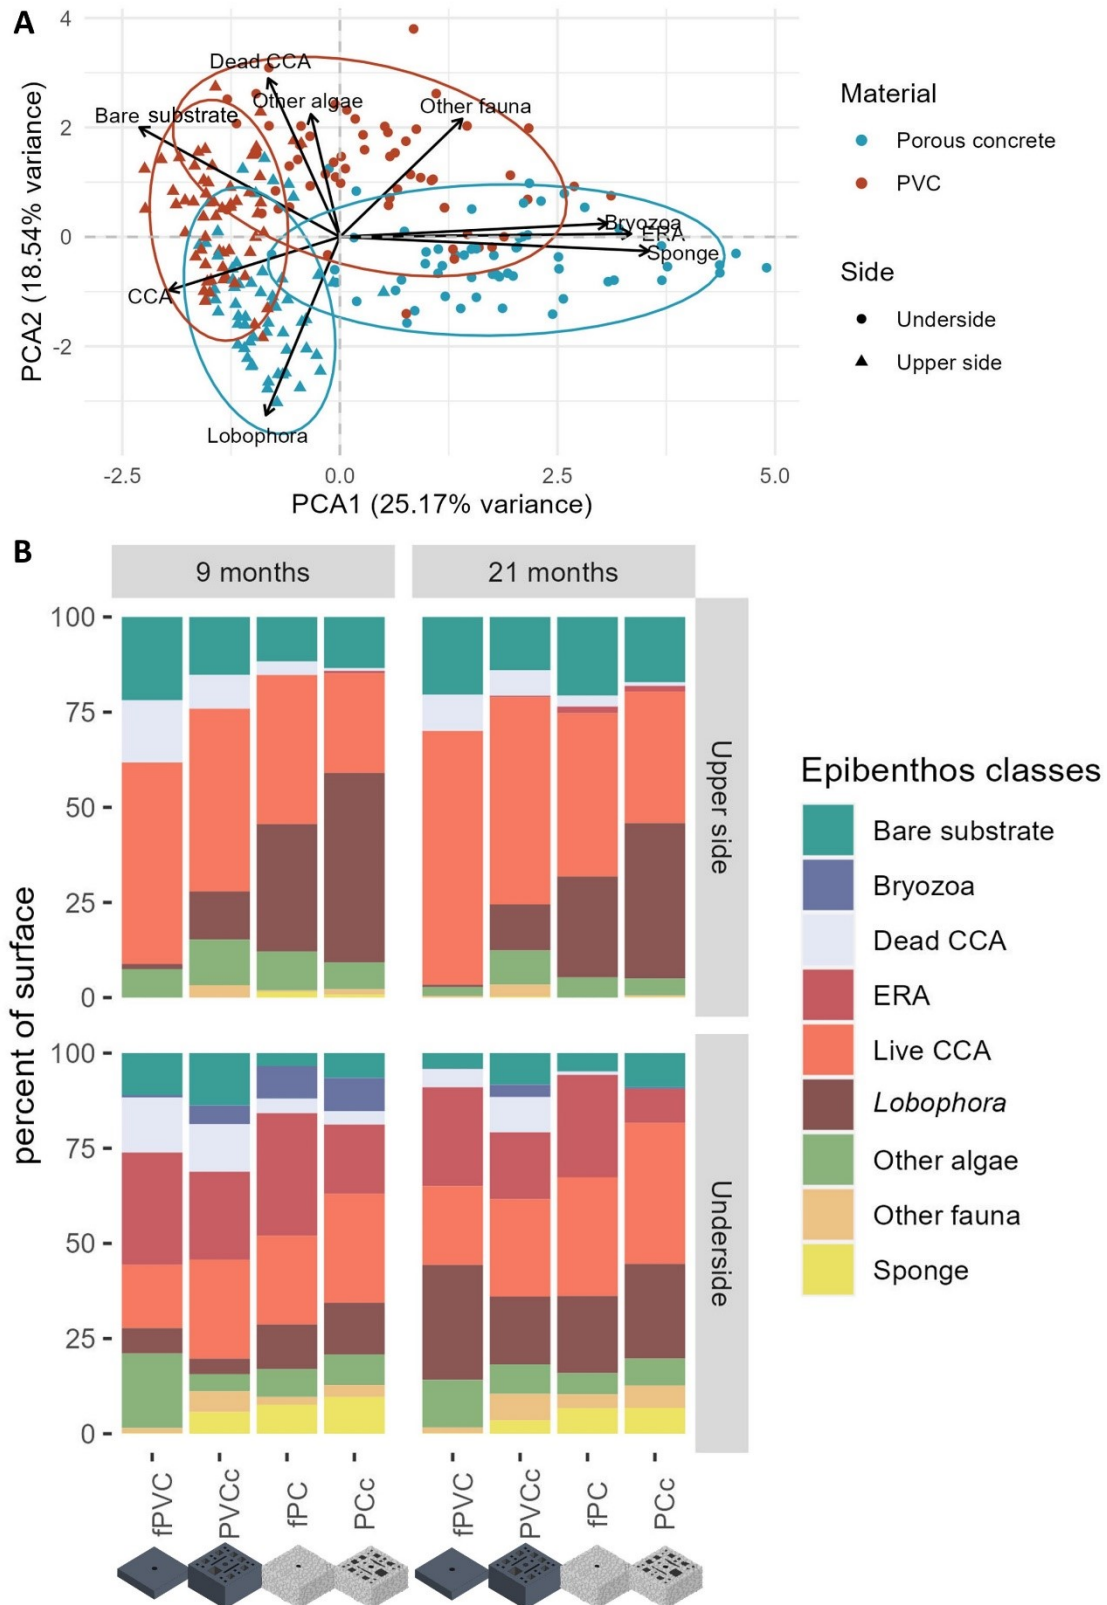 A
4
2
0
-2
PCA2 (18.54% variance)
Dead CCA
Other algae
Bare substrate
Other fauna
Bryozoa
ERA
Sponge
CCA
Lobophora
-2.5
0.0
2.5
5.0
PCA1 (25.17% variance)
Material
Porous concrete
PVC
Side
Underside
Upper side
B
9 months
21 months
100
75
50
25
0
Upper side
100
75
50
25
0
Underside
percent of surface
fPVC
PVCc
fPC
PCc
fPVC
PVCc
fPC
PCc
Epibenthos classes
Bare substrate
Bryozoa
Dead CCA
ERA
Live CCA
Lobophora
Other algae
Other fauna
Sponge